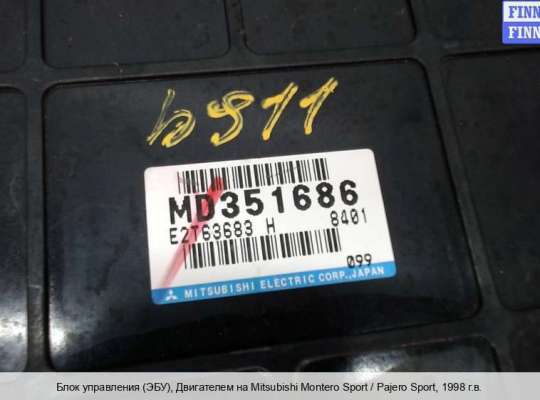 FINN
FINN
MD351686
E2T63683 H 8401
099
MITSUBISHI ELECTRIC CORP.,JAPAN
Блок управления (ЭБУ), Двигателем на Mitsubishi Montero Sport / Pajero Sport, 1998 г.в.